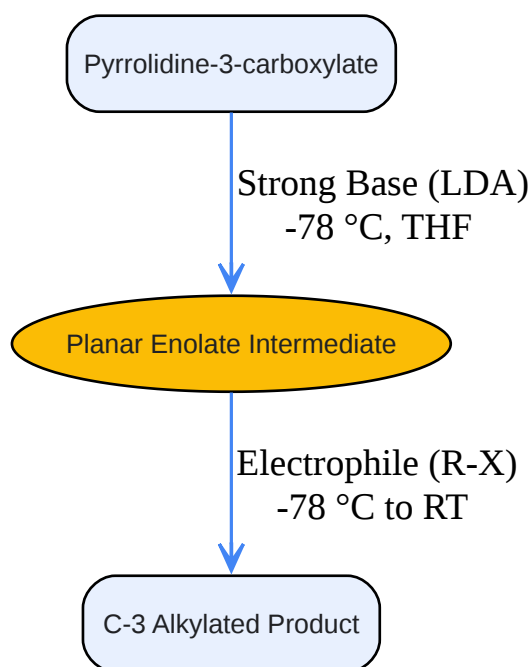 Pyrrolidine-3-carboxylate
Strong Base (LDA)
-78 °C, THF
Planar Enolate Intermediate
Electrophile (R-X)
-78 °C to RT
C-3 Alkylated Product